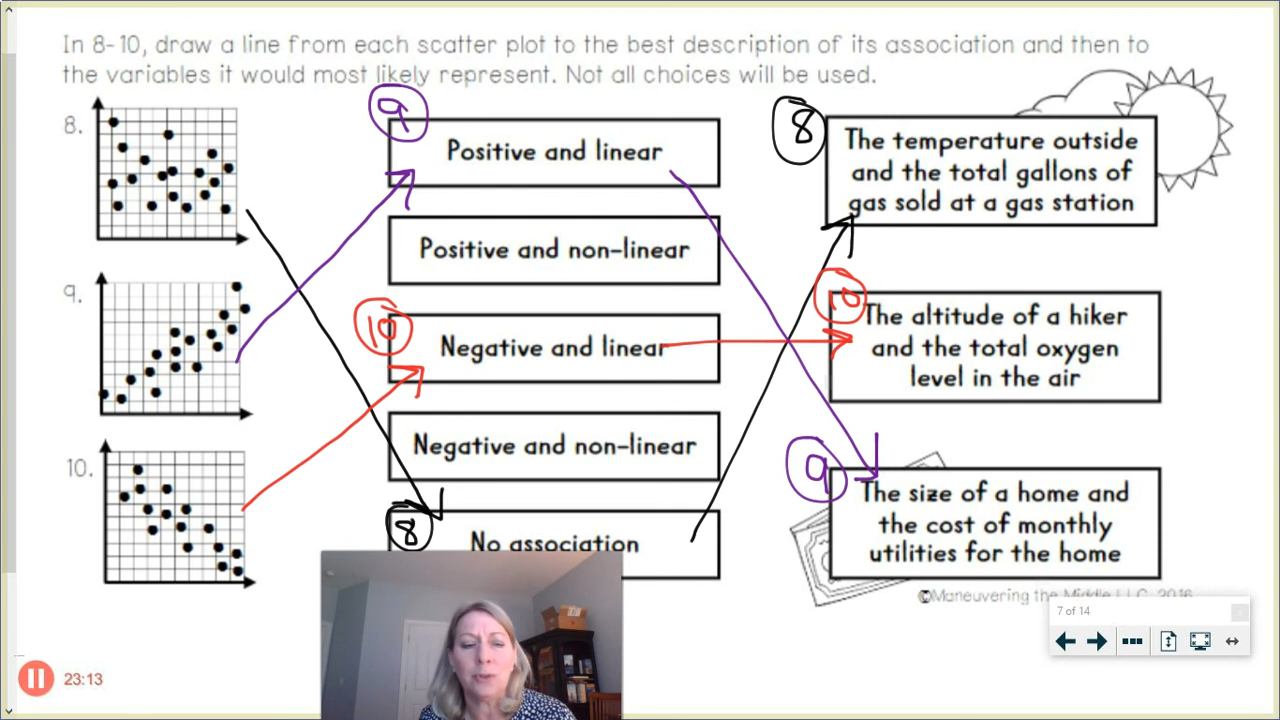 In 8-10, draw a line from each scatter plot to the best description of its association and then to
the variables it would most likely represent. Not all choices will be used.
8.
9.
10.
9
Positive and linear
Positive and non-linear
10
Negative and linear
Negative and non-linear
8
No association
8
The temperature outside
and the total gallons of
gas sold at a gas station
10
The altitude of a hiker
and the total oxygen
level in the air
9
The size of a home and
the cost of monthly
utilities for the home
©Maneuvering the Middle LLC, 2016
7 of 14
23:13